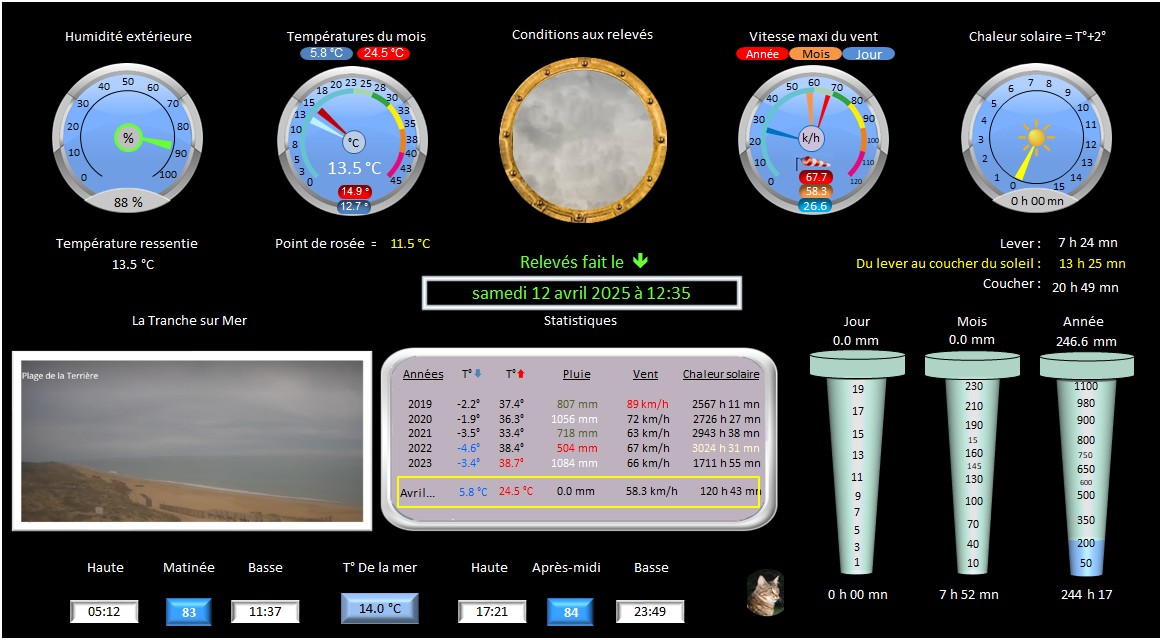 Humidité extérieure
Températures du mois
5.8 °C 24.5 °C
Conditions aux relevés
Vitesse maxi du vent
Année Mois Jour
Chaleur solaire = T°+2°
0 10 20 30 40 50 60 70 80 90 100
%
88 %
0 3 5 8 10 13 15 18 20 23 25 28 30 33 35 38 40 43 45
°C
13.5 °C
14.9 °
12.7 °
0 10 20 30 40 50 60 70 80 90 100 110 120
k/h
67.7
58.3
26.6
0 1 2 3 4 5 6 7 8 9 10 11 12 13 14 15
0 h 00 mn
Température ressentie
13.5 °C
Point de rosée = 11.5 °C
Relevés fait le
samedi 12 avril 2025 à 12:35
Lever : 7 h 24 mn
Du lever au coucher du soleil : 13 h 25 mn
Coucher : 20 h 49 mn
La Tranche sur Mer
Plage de la Terrière
Statistiques
Années T° T° Pluie Vent Chaleur solaire
2019 -2.2° 37.4° 807 mm 89 km/h 2567 h 11 mn
2020 -1.9° 36.3° 1056 mm 72 km/h 2726 h 27 mn
2021 -3.5° 33.4° 718 mm 63 km/h 2943 h 38 mn
2022 -4.6° 38.4° 504 mm 67 km/h 3024 h 31 mn
2023 -3.4° 38.7° 1084 mm 66 km/h 1711 h 55 mn
Avril... 5.8 °C 24.5 °C 0.0 mm 58.3 km/h 120 h 43 mn
Jour
0.0 mm
19
17
15
13
11
9
7
5
3
1
0 h 00 mn
Mois
0.0 mm
230
210
190
15
160
145
130
100
70
40
10
7 h 52 mn
Année
246.6 mm
1100
980
900
800
750
650
600
500
350
200
50
244 h 17
Haute Matinée Basse
05:12 83 11:37
T° De la mer
14.0 °C
Haute Après-midi Basse
17:21 84 23:49